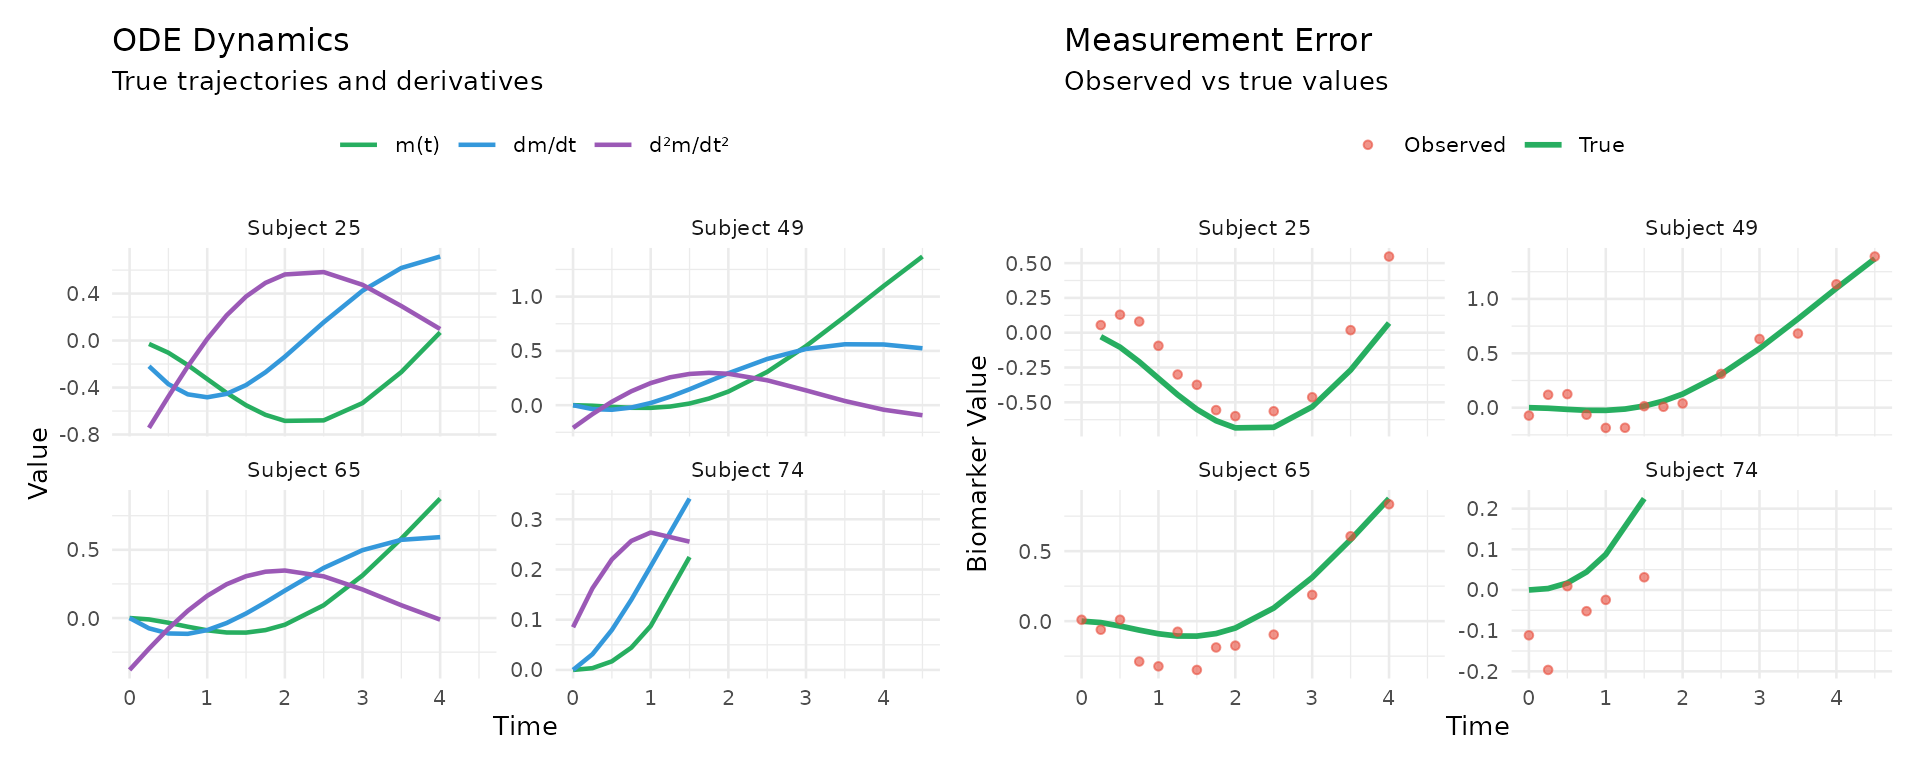 ODE Dynamics
True trajectories and derivatives
m(t) dm/dt d²m/dt²
Value
Subject 25
0.4
0.0
-0.4
-0.8
Subject 49
1.0
0.5
0.0
Subject 65
0.5
0.0
0 1 2 3 4
Subject 74
0.3
0.2
0.1
0.0
0 1 2 3 4
Time
Measurement Error
Observed vs true values
Observed True
Biomarker Value
Subject 25
0.50
0.25
0.00
-0.25
-0.50
Subject 49
1.0
0.5
0.0
Subject 65
0.5
0.0
0 1 2 3 4
Subject 74
0.2
0.1
0.0
-0.1
-0.2
0 1 2 3 4
Time